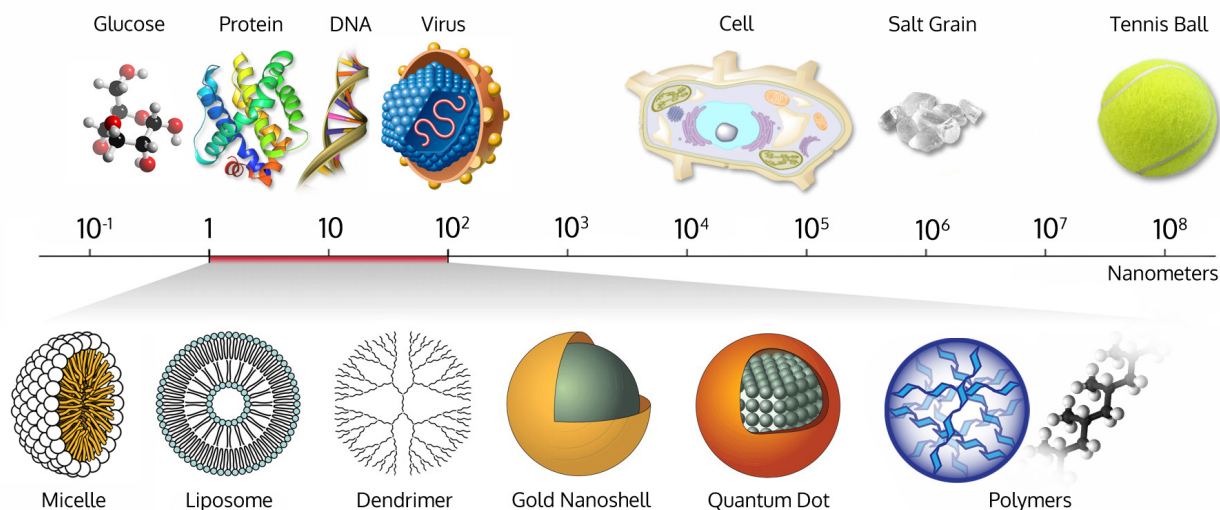 Glucose Protein DNA Virus Cell Salt Grain Tennis Ball
10-1 1 10 10² 10³ 10⁴ 10⁵ 10⁶ 10⁷ 10⁸
Nanometers
Micelle Liposome Dendrimer Gold Nanoshell Quantum Dot Polymers